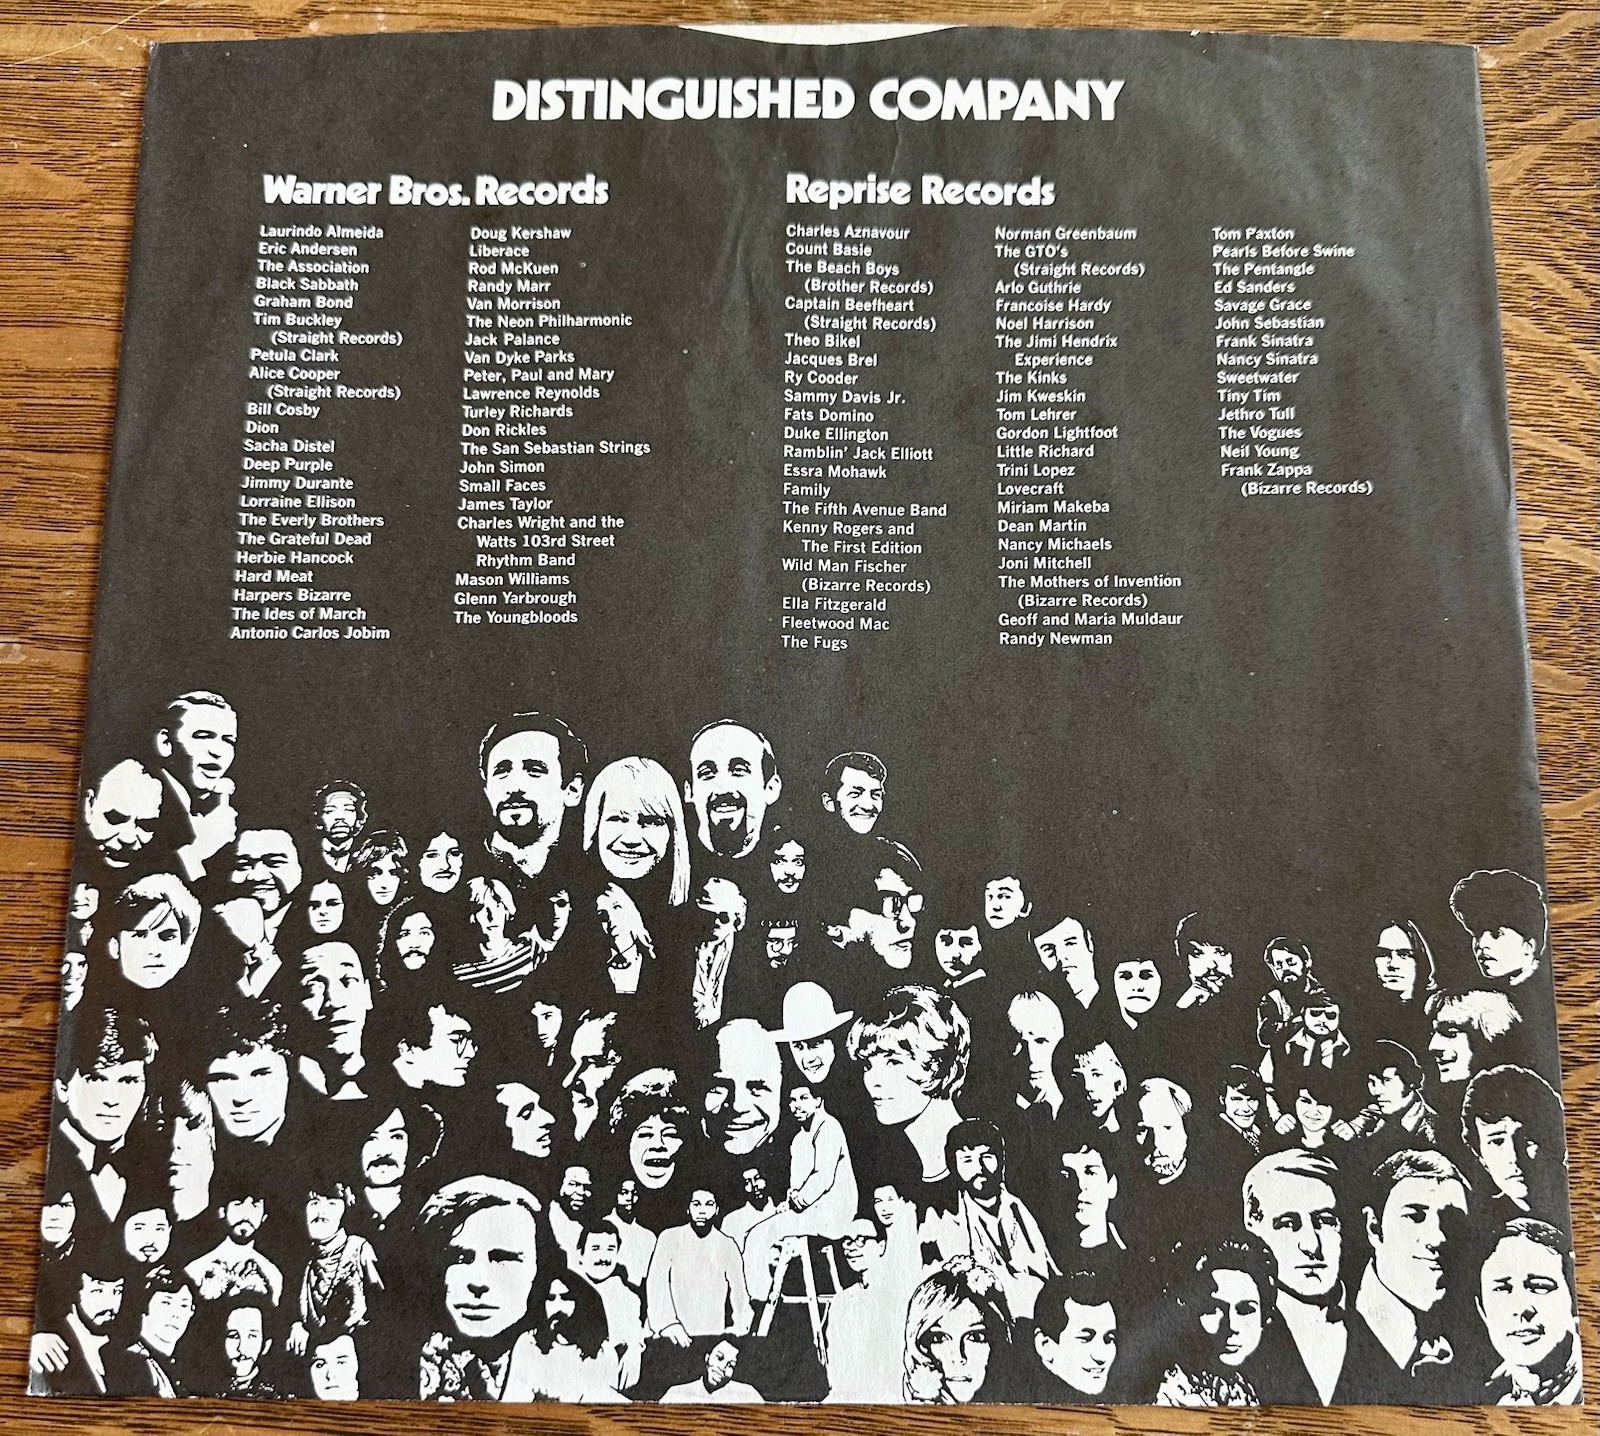 DISTINGUISHED COMPANY
Warner Bros. Records
Laurindo Almeida
Eric Andersen
The Association
Black Sabbath
Graham Bond
Tim Buckley
(Straight Records)
Petula Clark
Alice Cooper
(Straight Records)
Bill Cosby
Dion
Sacha Distel
Deep Purple
Jimmy Durante
Lorraine Ellison
The Everly Brothers
The Grateful Dead
Herbie Hancock
Hard Meat
Harpers Bizarre
The Ides of March
Antonio Carlos Jobim
Doug Kershaw
Liberace
Rod McKuen
Randy Marr
Van Morrison
The Neon Philharmonic
Jack Palance
Van Dyke Parks
Peter, Paul and Mary
Lawrence Reynolds
Turley Richards
Don Rickles
The San Sebastian Strings
John Simon
Small Faces
James Taylor
Charles Wright and the
Watts 103rd Street
Rhythm Band
Mason Williams
Glenn Yarbrough
The Youngbloods
Reprise Records
Charles Aznavour
Count Basie
The Beach Boys
(Brother Records)
Captain Beefheart
(Straight Records)
Theo Bikel
Jacques Brel
Ry Cooder
Sammy Davis Jr.
Fats Domino
Duke Ellington
Ramblin' Jack Elliott
Essra Mohawk
Family
The Fifth Avenue Band
Kenny Rogers and
The First Edition
Wild Man Fischer
(Bizarre Records)
Ella Fitzgerald
Fleetwood Mac
The Fugs
Norman Greenbaum
The GTO's
(Straight Records)
Arlo Guthrie
Francoise Hardy
Noel Harrison
The Jimi Hendrix
Experience
The Kinks
Jim Kweskin
Tom Lehrer
Gordon Lightfoot
Little Richard
Trini Lopez
Lovecraft
Miriam Makeba
Dean Martin
Nancy Michaels
Joni Mitchell
The Mothers of Invention
(Bizarre Records)
Geoff and Maria Muldaur
Randy Newman
Tom Paxton
Pearls Before Swine
The Pentangle
Ed Sanders
Savage Grace
John Sebastian
Frank Sinatra
Nancy Sinatra
Sweetwater
Tiny Tim
Jethro Tull
The Vogues
Neil Young
Frank Zappa
(Bizarre Records)